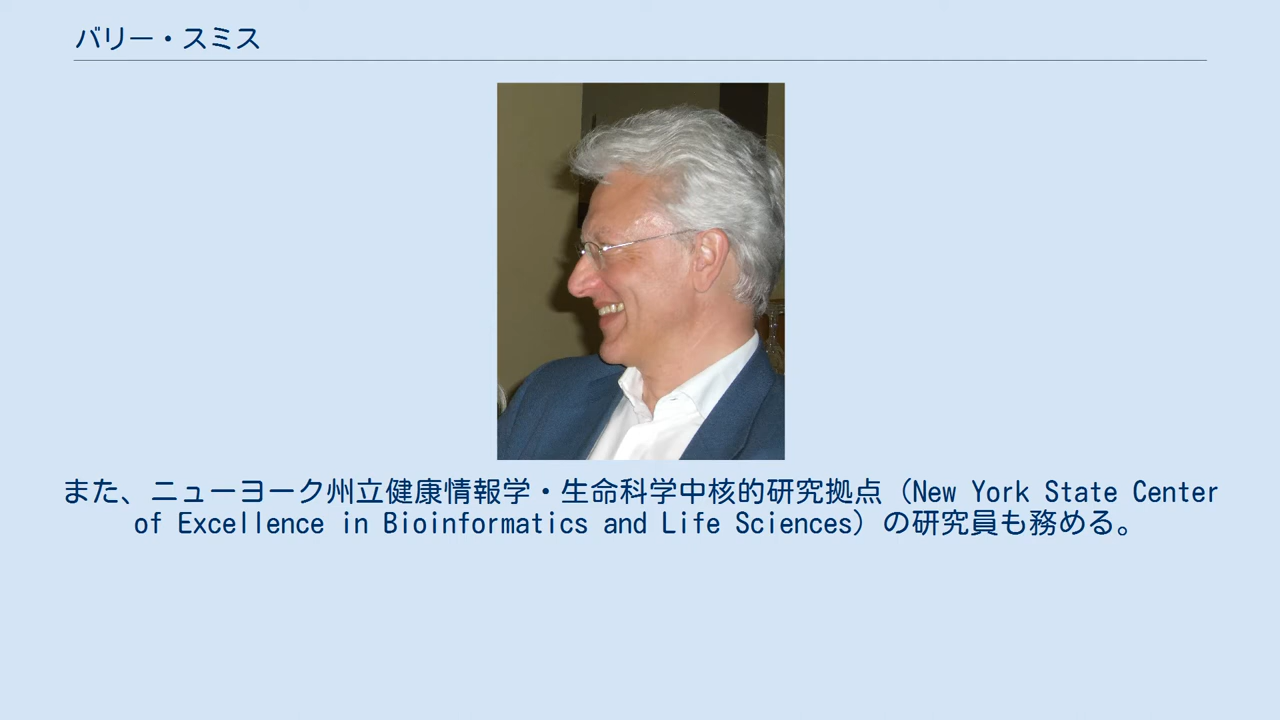 バリー・スミス
また、ニューヨーク州立健康情報学・生命科学中核的研究拠点（New York State Center
of Excellence in Bioinformatics and Life Sciences）の研究員も務める。